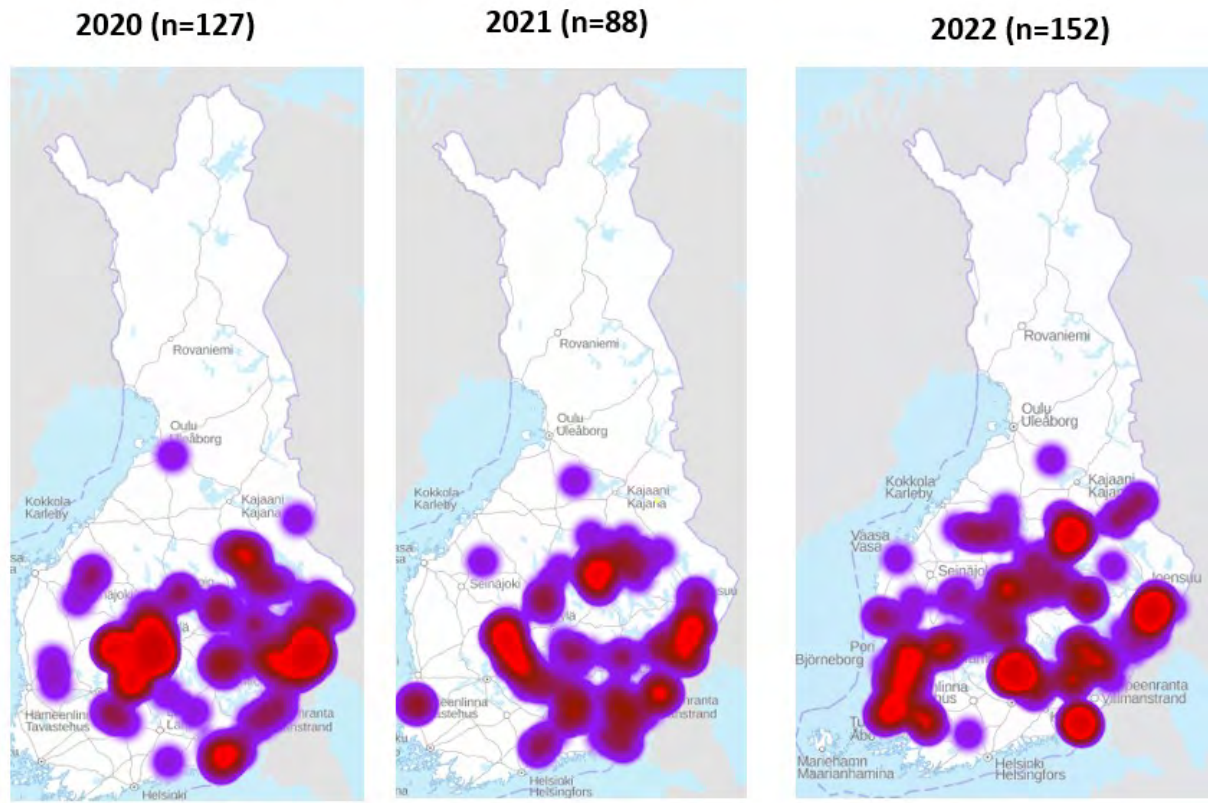 2020 (n=127)
2021 (n=88)
2022 (n=152)
Rovaniemi
Oulu
Uleåborg
Kokkola
Karleby
Kajaani
Kajana
Hämeenlin
Tavastehus
Helsinki
Rovaniemi
Oulu
Uleåborg
Kokkola
Karleby
Kajaani
Kajana
Seinäjoki
Helsinki
Helsingfors
Rovaniemi
Oulu
Uleåborg
Kokkola
Karleby
Kajaani
Vaasa
Vasa
Seinäjoki
Joensuu
Björneborg
Mariehamn
Maarianhamina
Helsinki
Helsingfors